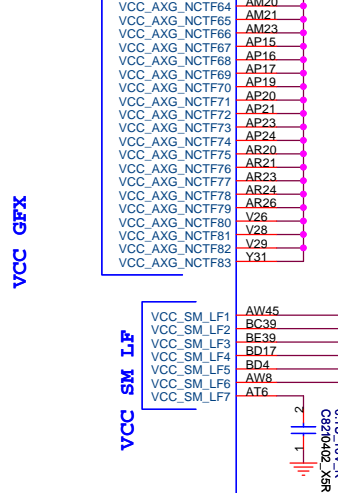 VCC_AXG_NCTF64 AM20
VCC_AXG_NCTF65 AM21
VCC_AXG_NCTF66 AM23
VCC_AXG_NCTF67 AP15
VCC_AXG_NCTF68 AP16
VCC_AXG_NCTF69 AP17
VCC_AXG_NCTF70 AP19
VCC_AXG_NCTF71 AP20
VCC_AXG_NCTF72 AP21
VCC_AXG_NCTF73 AP23
VCC_AXG_NCTF74 AP24
VCC_AXG_NCTF75 AR20
VCC_AXG_NCTF76 AR21
VCC_AXG_NCTF77 AR23
VCC_AXG_NCTF78 AR24
VCC_AXG_NCTF79 AR26
VCC_AXG_NCTF80 V26
VCC_AXG_NCTF81 V28
VCC_AXG_NCTF82 V29
VCC_AXG_NCTF83 Y31
VCC GFX
VCC_SM_LF1 AW45
VCC_SM_LF2 BC39
VCC_SM_LF3 BE39
VCC_SM_LF4 BD17
VCC_SM_LF5 BD4
VCC_SM_LF6 AW8
VCC_SM_LF7 AT6
VCC SM LF
2
1